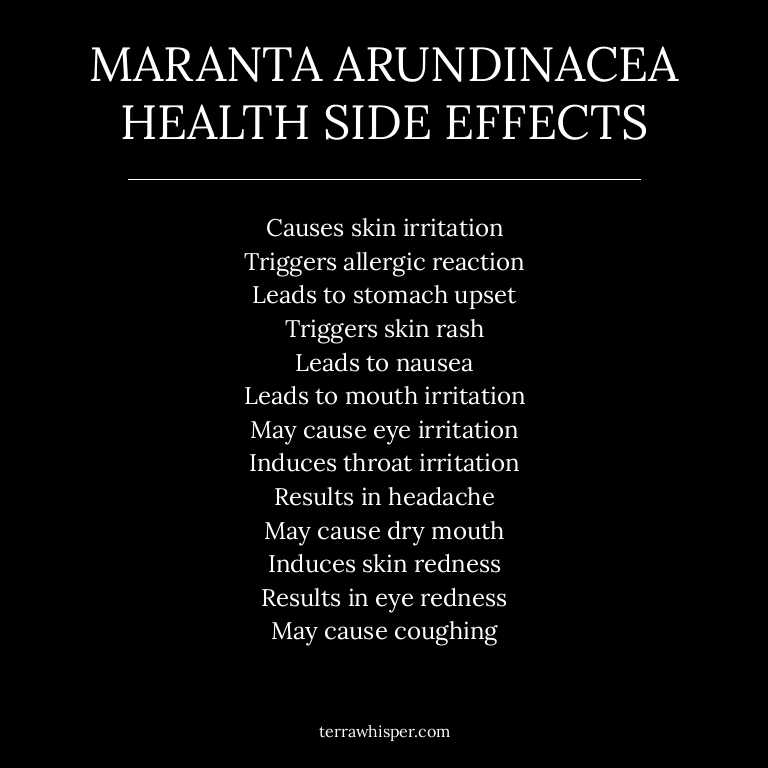 MARANTA ARUNDINACEA
HEALTH SIDE EFFECTS
Causes skin irritation
Triggers allergic reaction
Leads to stomach upset
Triggers skin rash
Leads to nausea
Leads to mouth irritation
May cause eye irritation
Induces throat irritation
Results in headache
May cause dry mouth
Induces skin redness
Results in eye redness
May cause coughing
terrawhisper.com